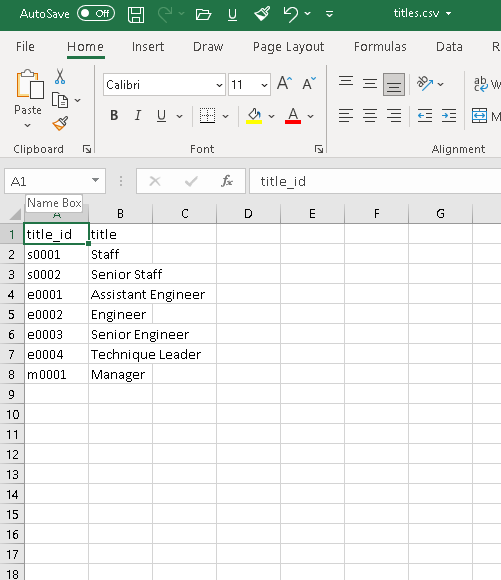 AutoSave Off titles.csv
File Home Insert Draw Page Layout Formulas Data R
Paste Calibri 11 A A ab W
B I U A Me
Clipboard Font Alignment
A1 fx title_id
Name Box
A B C D E F G
1 title_id title
2 s0001 Staff
3 s0002 Senior Staff
4 e0001 Assistant Engineer
5 e0002 Engineer
6 e0003 Senior Engineer
7 e0004 Technique Leader
8 m0001 Manager
9
10
11
12
13
14
15
16
17
18